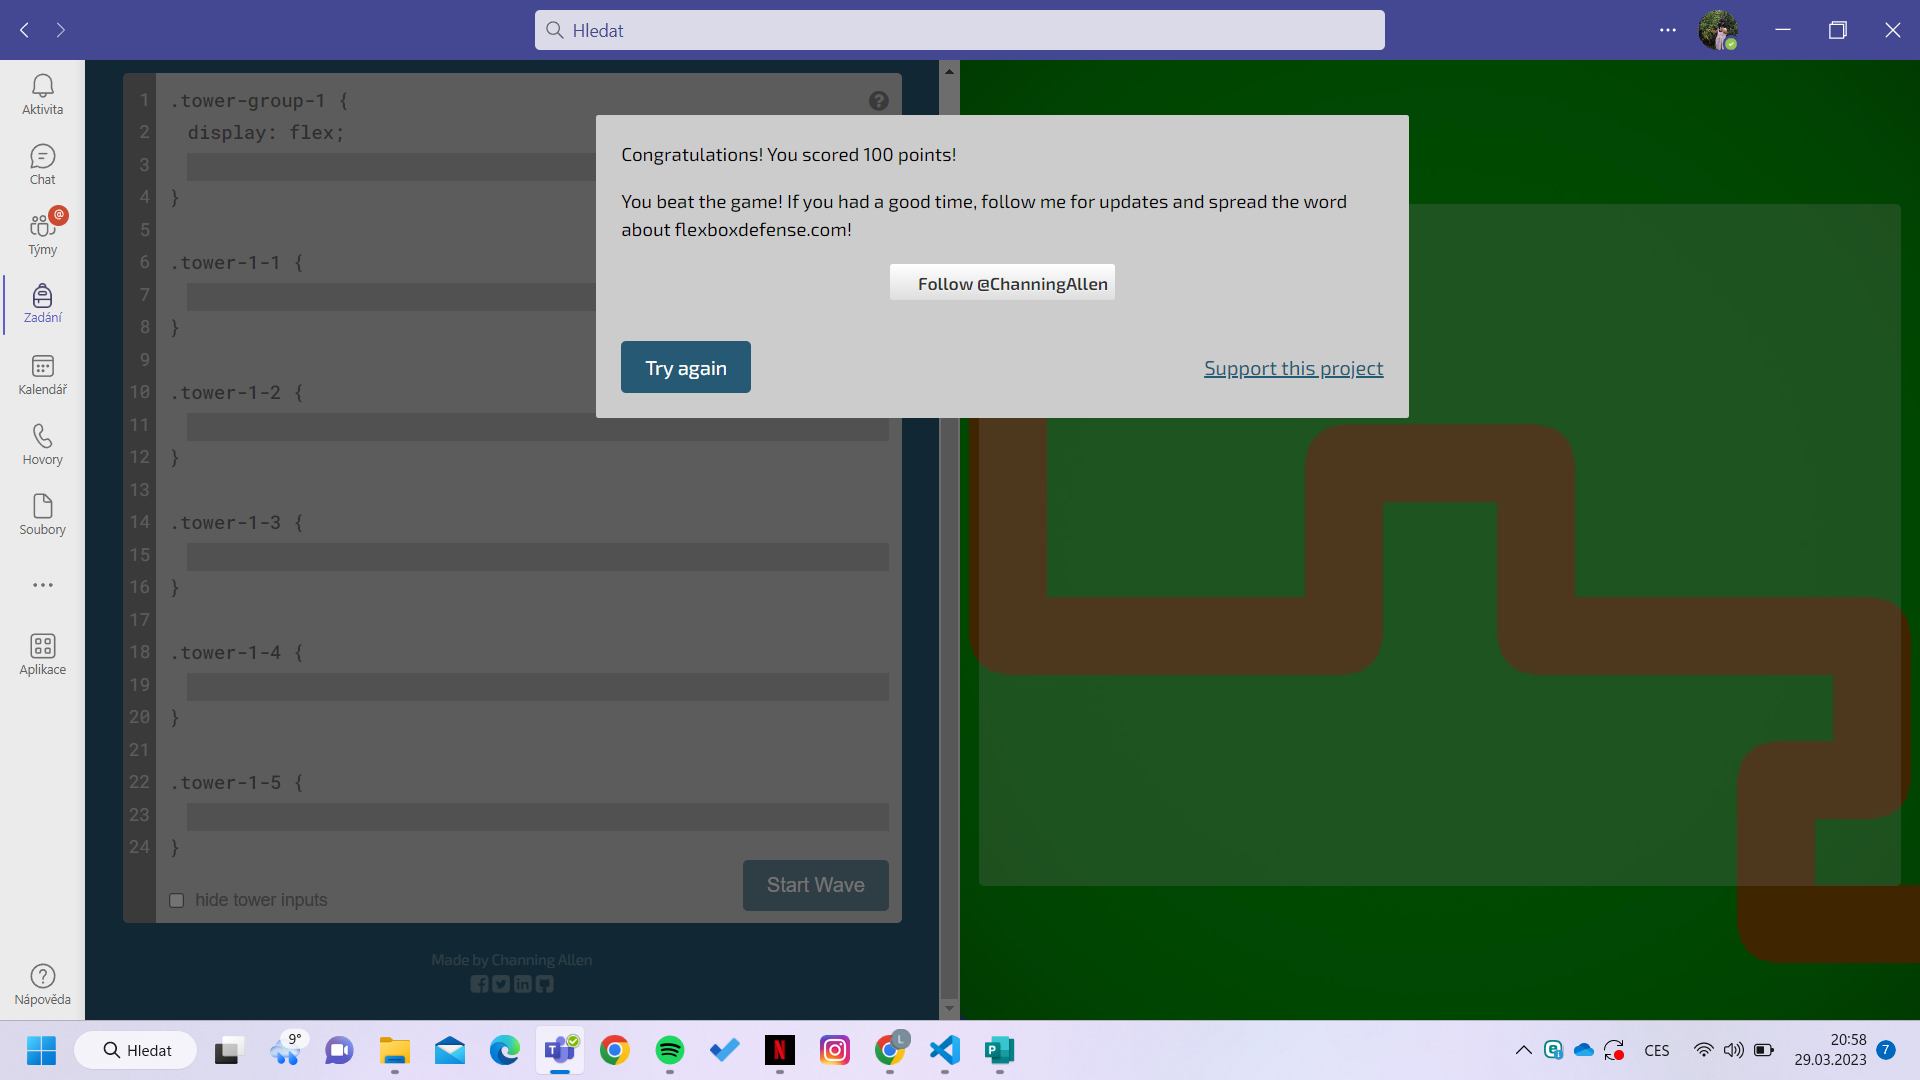 Hledat
Aktivita
Chat
@
Týmy
Zadání
Kalendář
Hovory
Soubory
Aplikace
Nápověda
1 .tower-group-1 {
?
2 display: flex;
3
4 }
5
6 .tower-1-1 {
7
8 }
9
10 .tower-1-2 {
11
12 }
13
14 .tower-1-3 {
15
16 }
17
18 .tower-1-4 {
19
20 }
21
22 .tower-1-5 {
23
24 }
hide tower inputs
Start Wave
Made by Channing Allen
Congratulations! You scored 100 points!
You beat the game! If you had a good time, follow me for updates and spread the word
about flexboxdefense.com!
Follow @ChanningAllen
Try again
Support this project
Hledat
9°
L
CES
20:58
29.03.2023
7